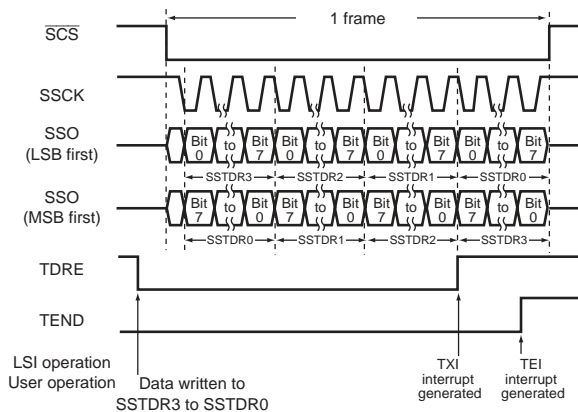 1 frame
SCS
SSCK
SSO
(LSB first)
Bit 0 to Bit 7 Bit 0 to Bit 7 Bit 0 to Bit 7 Bit 0 to Bit 7
SSTDR3 SSTDR2 SSTDR1 SSTDR0
SSO
(MSB first)
Bit 7 to Bit 0 Bit 7 to Bit 0 Bit 7 to Bit 0 Bit 7 to Bit 0
SSTDR0 SSTDR1 SSTDR2 SSTDR3
TDRE
TEND
LSI operation
User operation
Data written to
SSTDR3 to SSTDR0
TXI
interrupt
generated
TEI
interrupt
generated